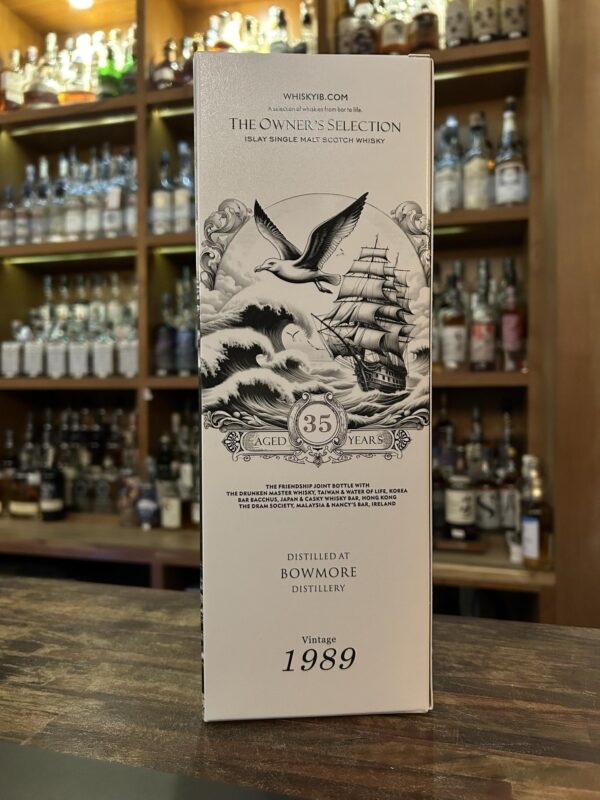 WHISKYIB.COM
A selection of whiskies from bar to life.
THE OWNER'S SELECTION
ISLAY SINGLE MALT SCOTCH WHISKY
35
AGED YEARS
THE FRIENDSHIP JOINT BOTTLE WITH
THE DRUNKEN MASTER WHISKY, TAIWAN & WATER OF LIFE, KOREA
BAR BACCHUS, JAPAN & CASKY WHISKY BAR, HONG KONG
THE DRAM SOCIETY, MALAYSIA & NANCY'S BAR, IRELAND
DISTILLED AT
BOWMORE
DISTILLERY
Vintage
1989